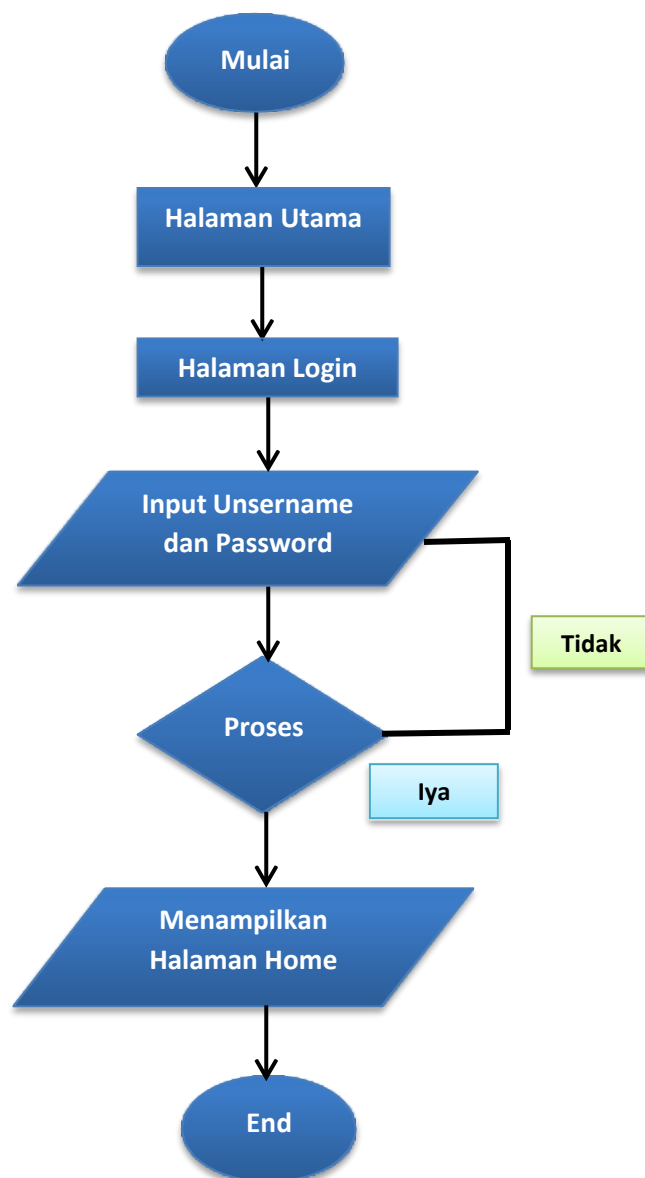 Mulai
Halaman Utama
Halaman Login
Input Unsername
dan Password
Tidak
Proses
Iya
Menampilkan
Halaman Home
End